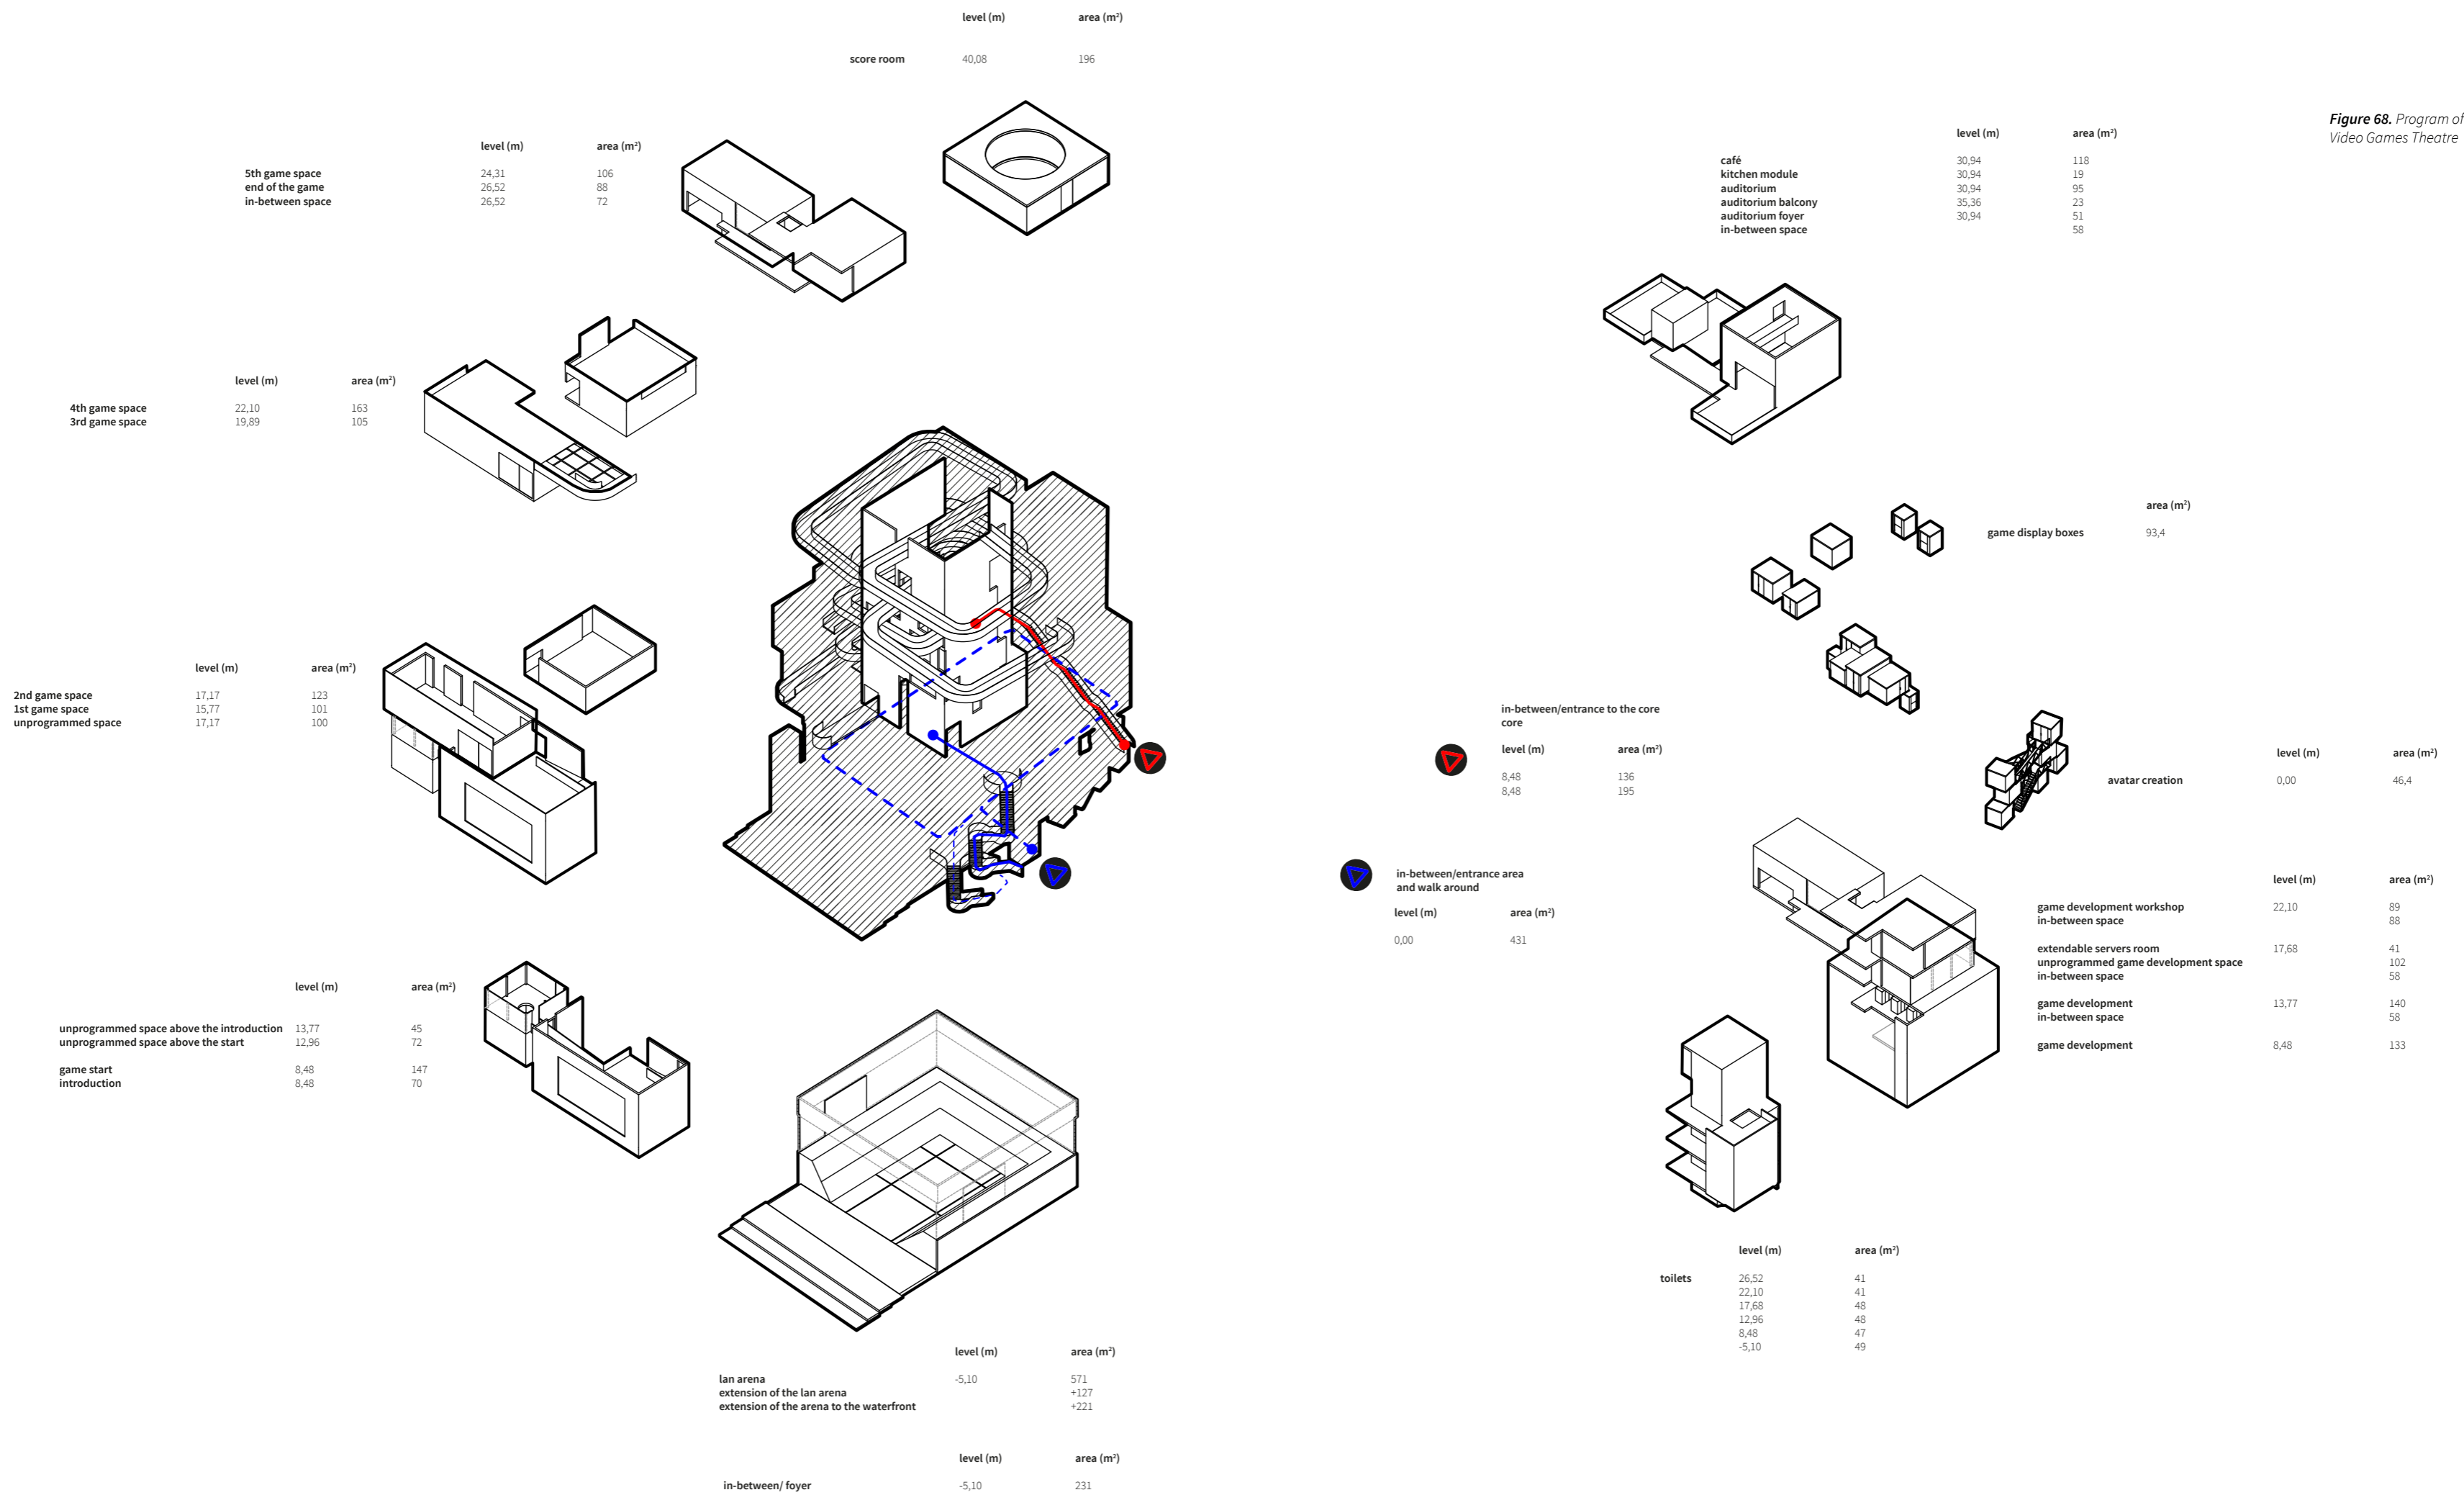 level (m) area (m²)
score room 40,08 196
level (m) area (m²)
5th game space 24,31 106
end of the game 26,52 88
in-between space 26,52 72
level (m) area (m²)
4th game space 22,10 163
3rd game space 19,89 105
level (m) area (m²)
2nd game space 17,17 123
1st game space 15,77 101
unprogrammed space 17,17 100
level (m) area (m²)
unprogrammed space above the introduction 13,77 45
unprogrammed space above the start 12,96 72
game start 8,48 147
introduction 8,48 70
level (m) area (m²)
lan arena -5,10 571
extension of the lan arena +127
extension of the arena to the waterfront +221
level (m) area (m²)
in-between/ foyer -5,10 231
Figure 68. Program of
Video Games Theatre
level (m) area (m²)
café 30,94 118
kitchen module 30,94 19
auditorium 30,94 95
auditorium balcony 35,36 23
auditorium foyer 30,94 51
in-between space 58
area (m²)
game display boxes 93,4
in-between/entrance to the core
core
level (m) area (m²)
8,48 136
8,48 195
level (m) area (m²)
avatar creation 0,00 46,4
in-between/entrance area
and walk around
level (m) area (m²)
0,00 431
level (m) area (m²)
game development workshop 22,10 89
in-between space 88
extendable servers room 17,68 41
unprogrammed game development space 102
in-between space 58
game development 13,77 140
in-between space 58
game development 8,48 133
level (m) area (m²)
toilets 26,52 41
22,10 41
17,68 48
12,96 48
8,48 47
-5,10 49